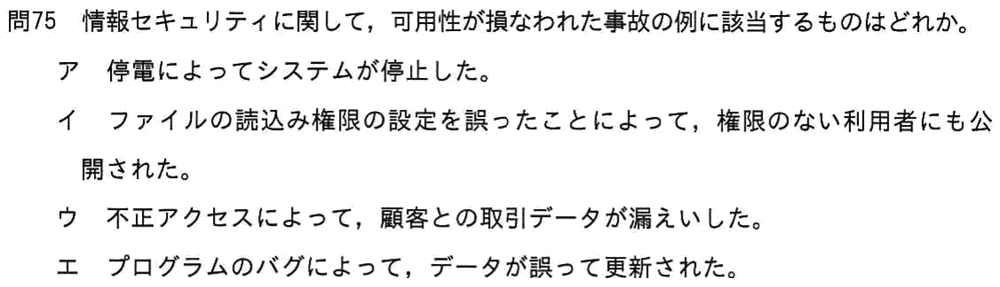 問75 情報セキュリティに関して，可用性が損なわれた事故の例に該当するものはどれか。
ア 停電によってシステムが停止した。
イ ファイルの読込み権限の設定を誤ったことによって，権限のない利用者にも公
開された。
ウ 不正アクセスによって，顧客との取引データが漏えいした。
エ プログラムのバグによって，データが誤って更新された。